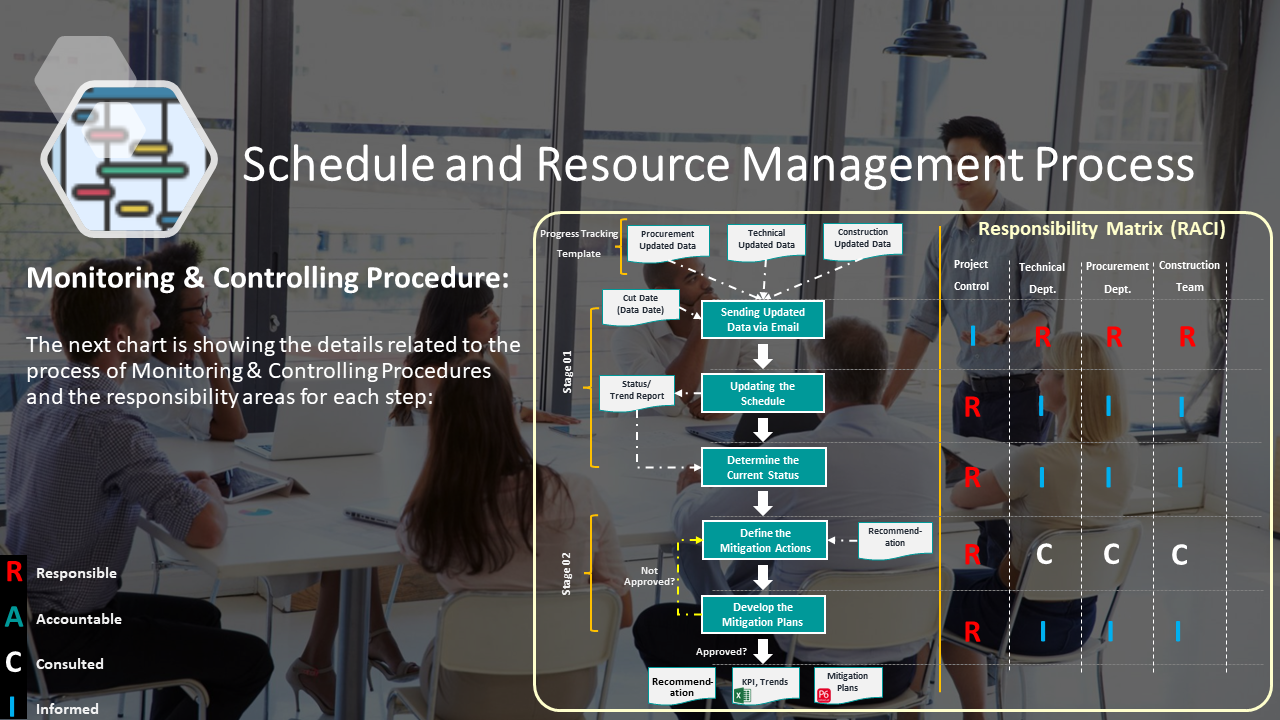 Schedule and Resource Management Process
Monitoring & Controlling Procedure:
The next chart is showing the details related to the
process of Monitoring & Controlling Procedures
and the responsibility areas for each step:
R Responsible
A Accountable
C Consulted
I Informed
Progress Tracking
Template
Procurement
Updated Data
Technical
Updated Data
Construction
Updated Data
Cut Date
(Data Date)
Stage 01
Sending Updated
Data via Email
Status/
Trend Report
Updating the
Schedule
Determine the
Current Status
Stage 02
Define the
Mitigation Actions
Recommend-
ation
Not
Approved?
Develop the
Mitigation Plans
Approved?
Recommend-
ation
KPI, Trends
Mitigation
Plans
P6
Responsibility Matrix (RACI)
Project
Control
Technical
Dept.
Procurement
Dept.
Construction
Team
I R R R
R I I I
R I I I
R C C C
R I I I